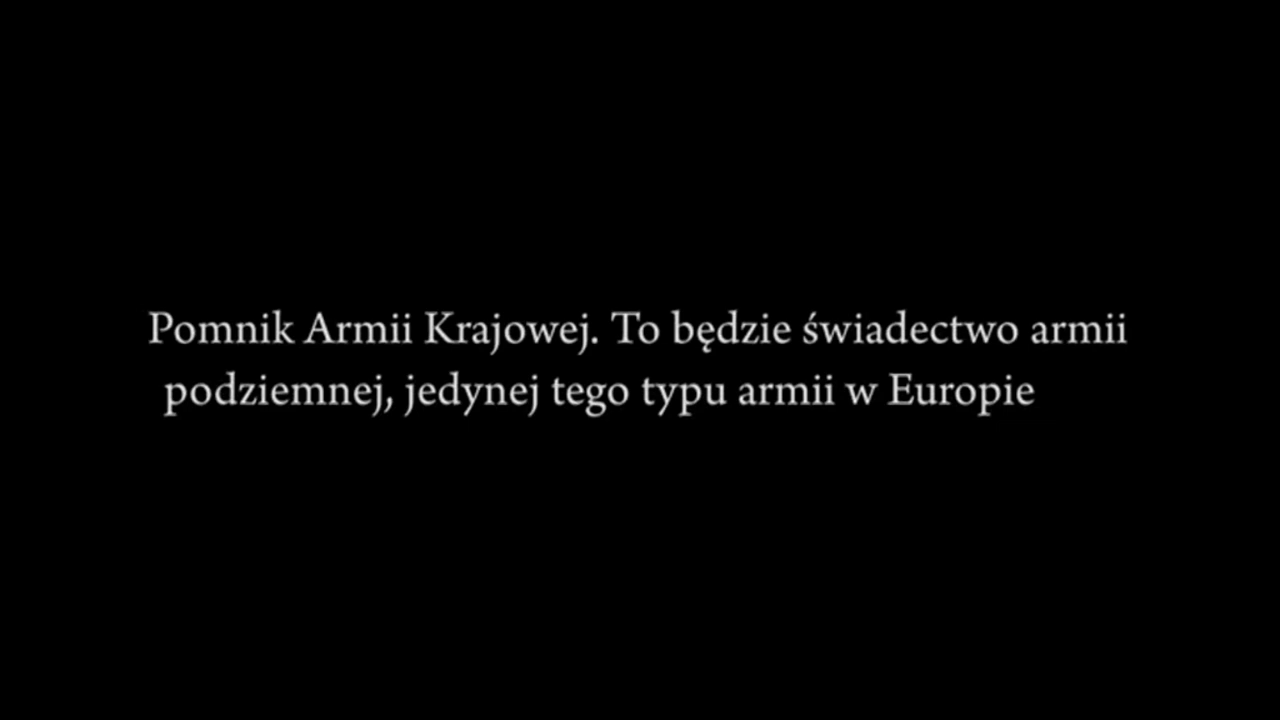 Pomnik Armii Krajowej. To będzie świadectwo armii
podziemnej, jedynej tego typu armii w Europie